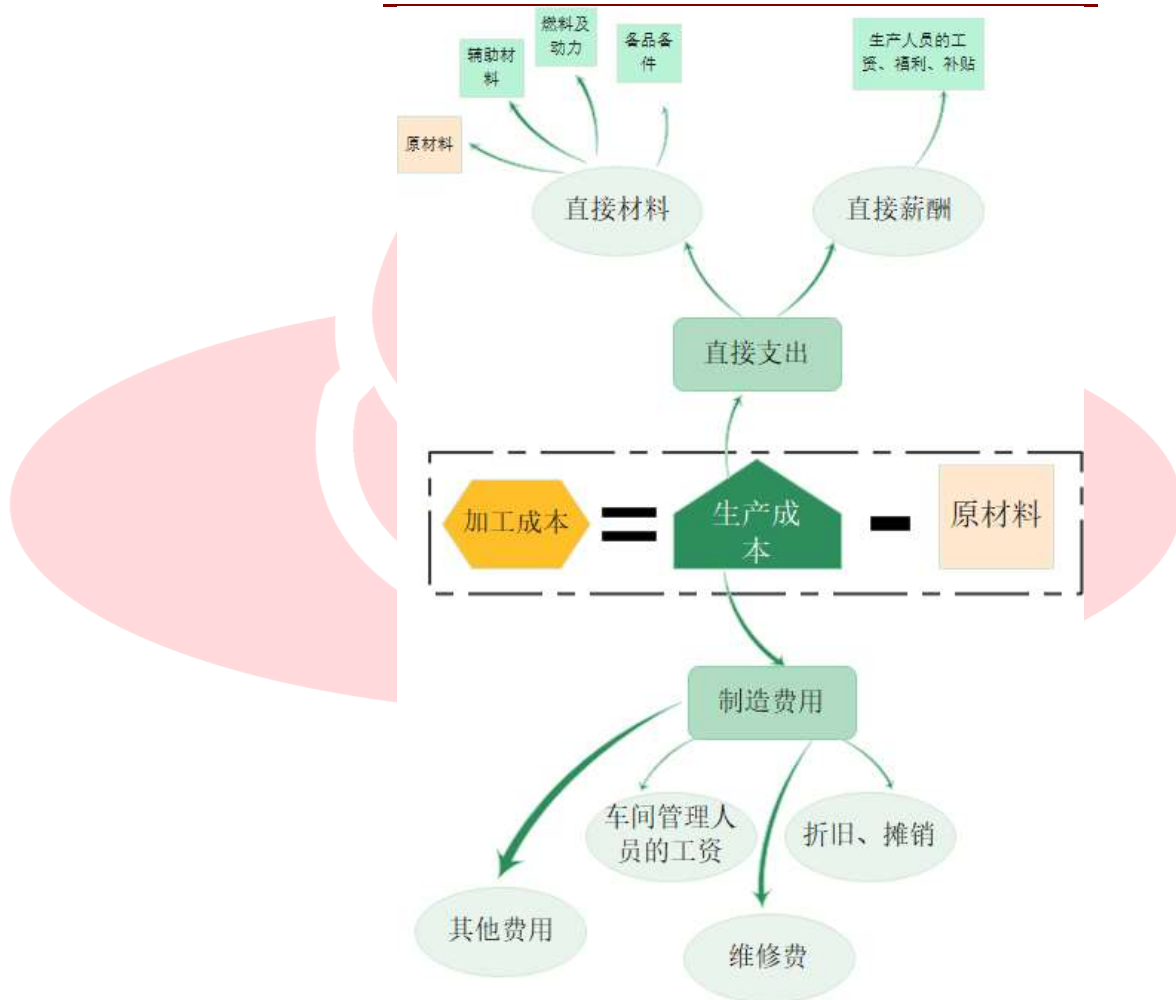 燃料及
动力
备品备
件
生产人员的工
资、福利、补贴
辅助材
料
原材料
直接材料
直接薪酬
直接支出
加工成本
=
生产成
本
-
原材料
制造费用
车间管理人
员的工资
折旧、摊销
其他费用
维修费